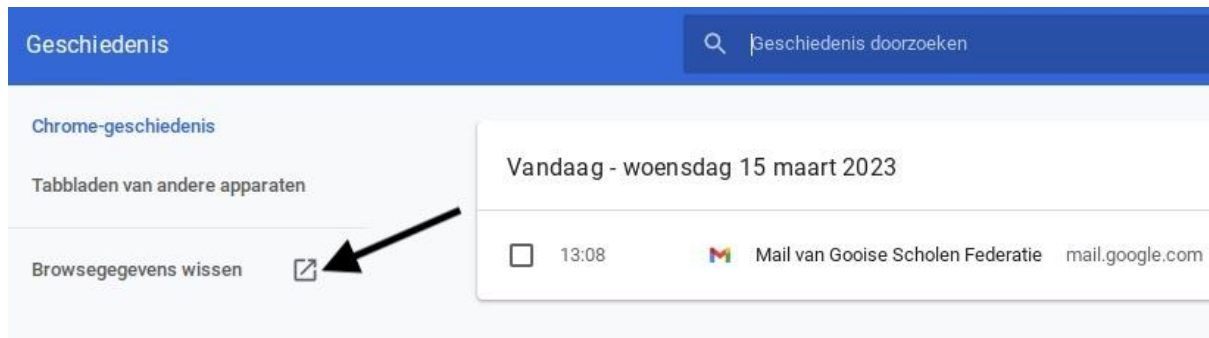 Geschiedenis
Geschiedenis doorzoeken
Chrome-geschiedenis
Tabbladen van andere apparaten
Browsegegevens wissen
Vandaag - woensdag 15 maart 2023
13:08 Mail van Gooise Scholen Federatie mail.google.com